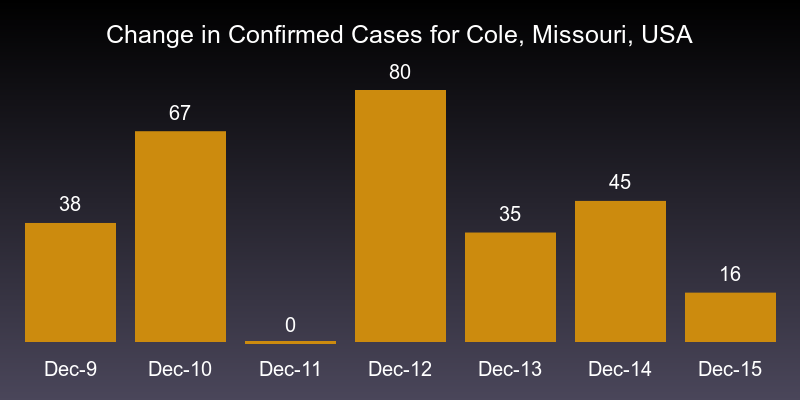 Change in Confirmed Cases for Cole, Missouri, USA
38
67
0
80
35
45
16
Dec-9
Dec-10
Dec-11
Dec-12
Dec-13
Dec-14
Dec-15